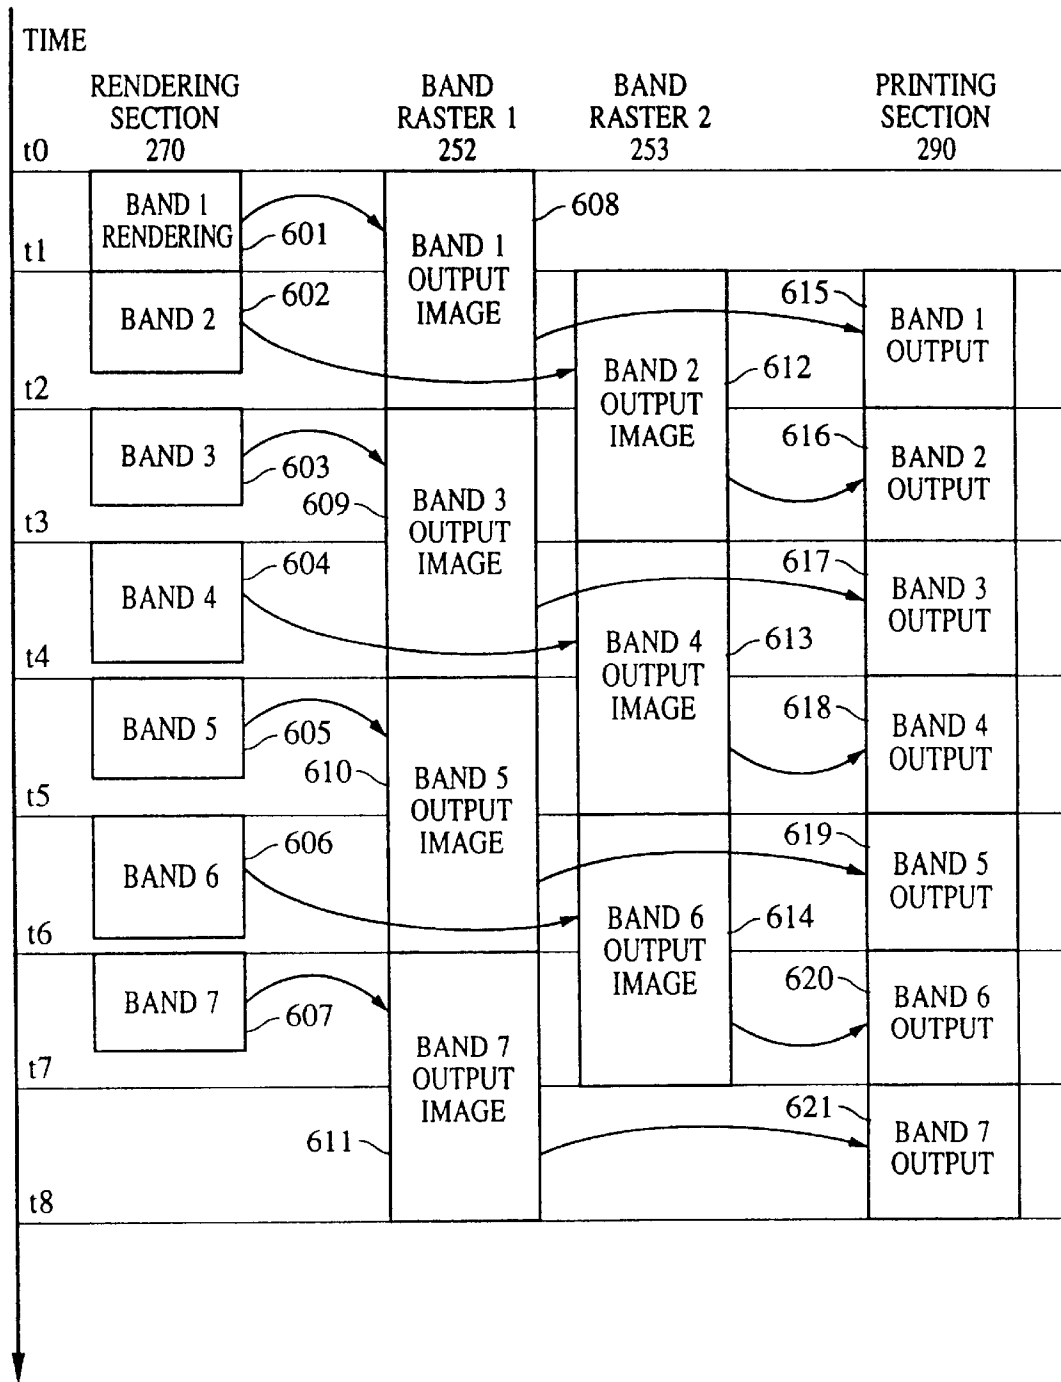 TIME
RENDERING
SECTION
270
BAND
RASTER 1
252
BAND
RASTER 2
253
PRINTING
SECTION
290
t0
BAND 1
RENDERING
601
608
BAND 1
OUTPUT
IMAGE
t1
BAND 2
602
615
BAND 1
OUTPUT
BAND 2
OUTPUT
IMAGE
612
t2
BAND 3
603
616
BAND 2
OUTPUT
609
BAND 3
OUTPUT
IMAGE
t3
BAND 4
604
617
BAND 3
OUTPUT
BAND 4
OUTPUT
IMAGE
613
t4
BAND 5
605
618
BAND 4
OUTPUT
610
BAND 5
OUTPUT
IMAGE
t5
BAND 6
606
619
BAND 5
OUTPUT
BAND 6
OUTPUT
IMAGE
614
t6
BAND 7
607
620
BAND 6
OUTPUT
BAND 7
OUTPUT
IMAGE
t7
611
621
BAND 7
OUTPUT
t8